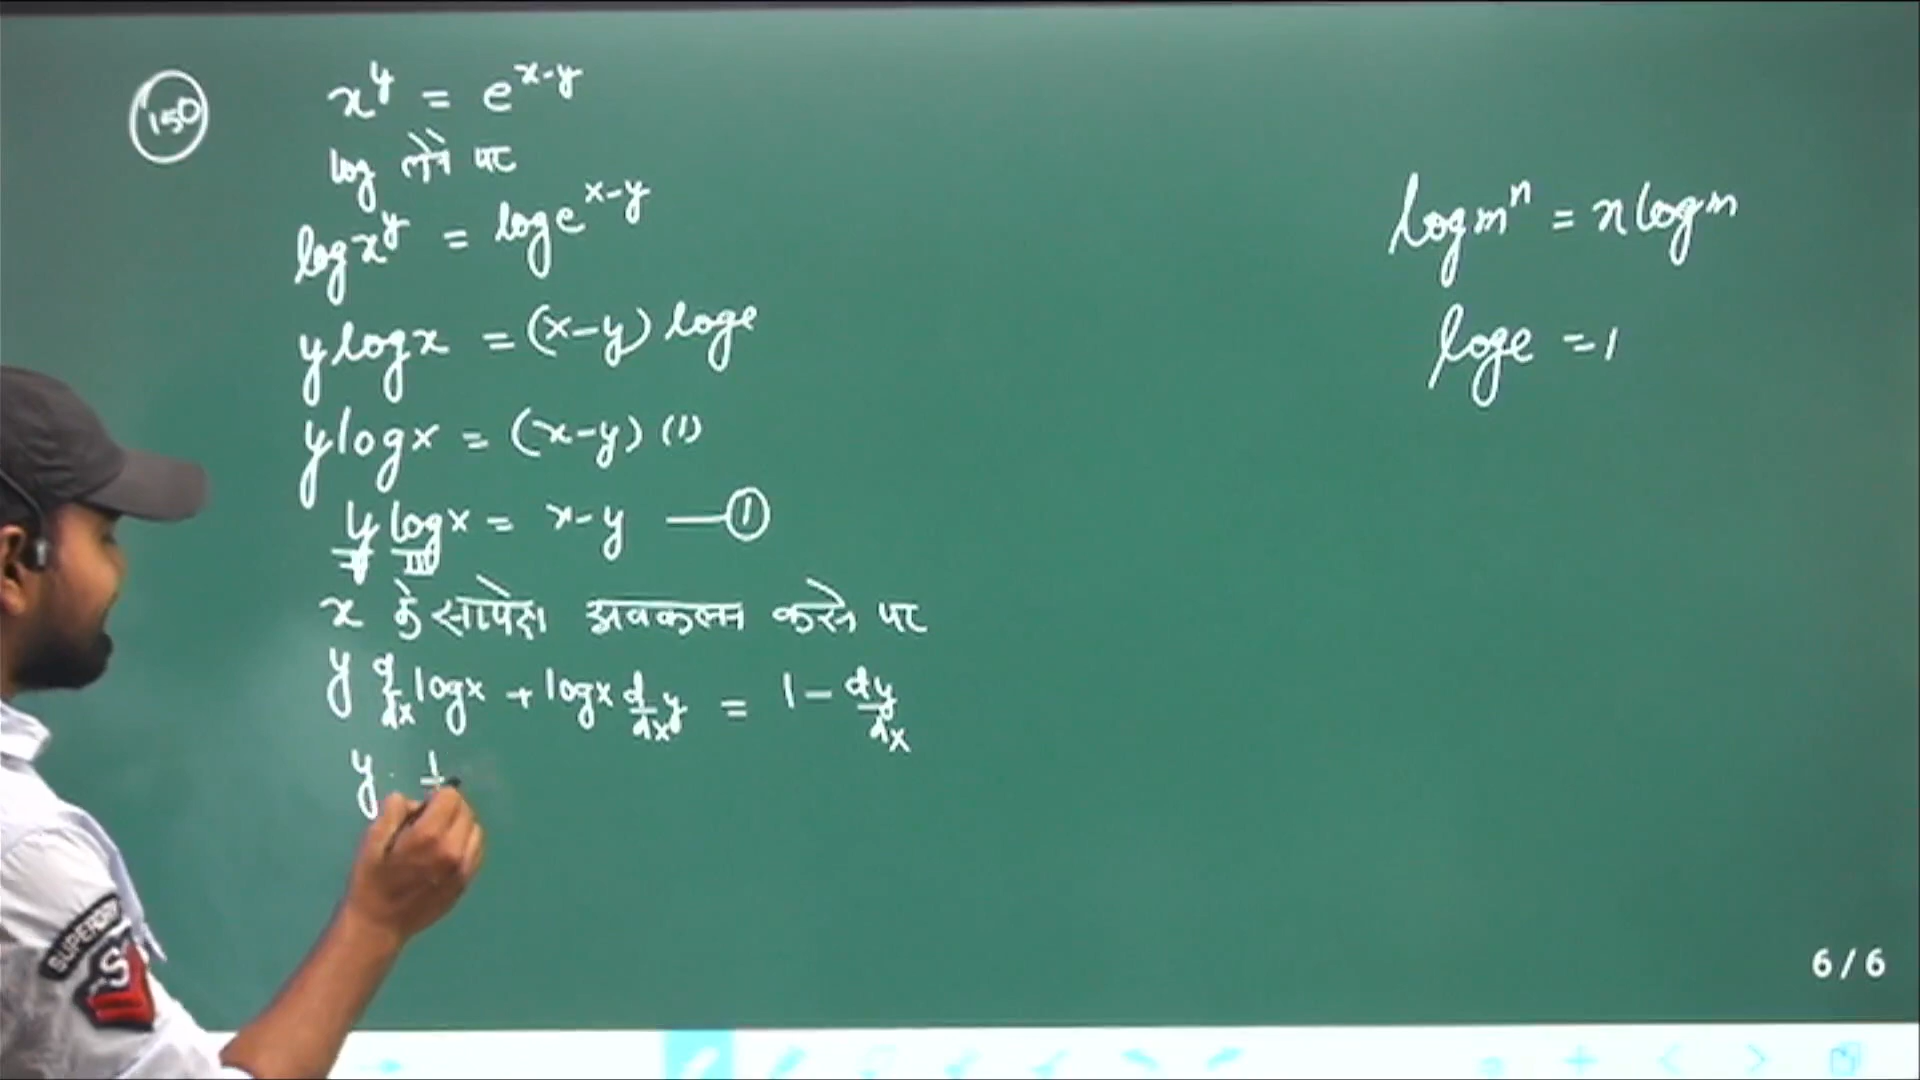 150
x^y = e^{x-y}
log लेने पर
log x^y = log e^{x-y}
y log x = (x-y) log e
y log x = (x-y) (1)
y log x = x-y — ①
I II
x के सापेक्ष अवकलन करने पर
y d/dx log x + log x d/dx y = 1 - dy/dx
y · 1
log m^n = n log m
log e = 1
SUPERDRY
S
6 / 6